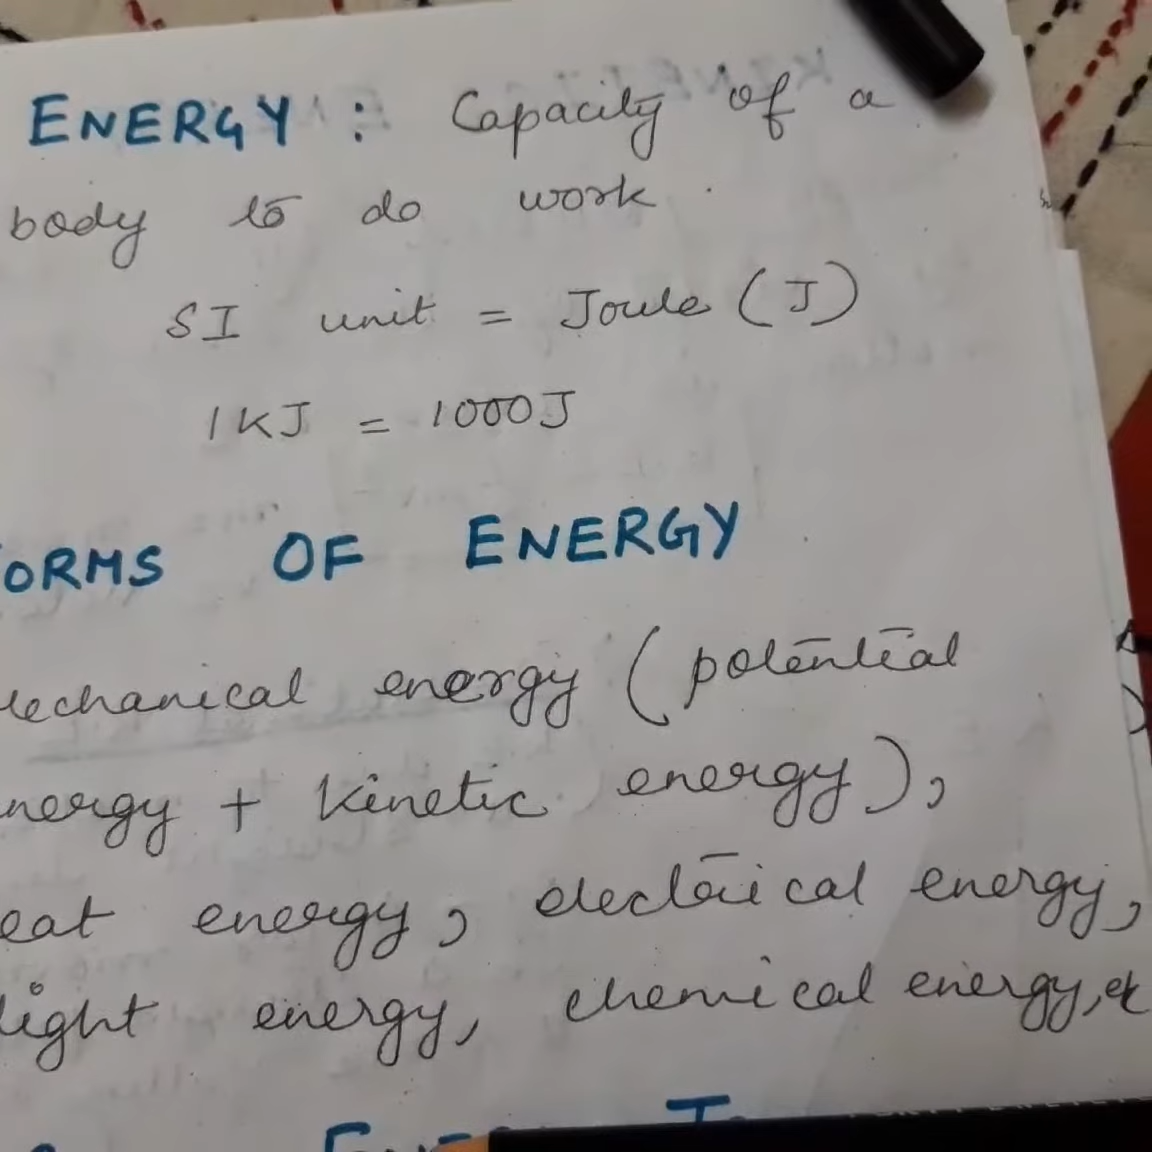 ENERGY : Capacity of a
body to do work.
SI unit = Joule (J)
1KJ = 1000J
ORMS OF ENERGY
echanical energy (potential
nergy + kinetic energy),
eat energy, electrical energy,
light energy, chemical energy, et